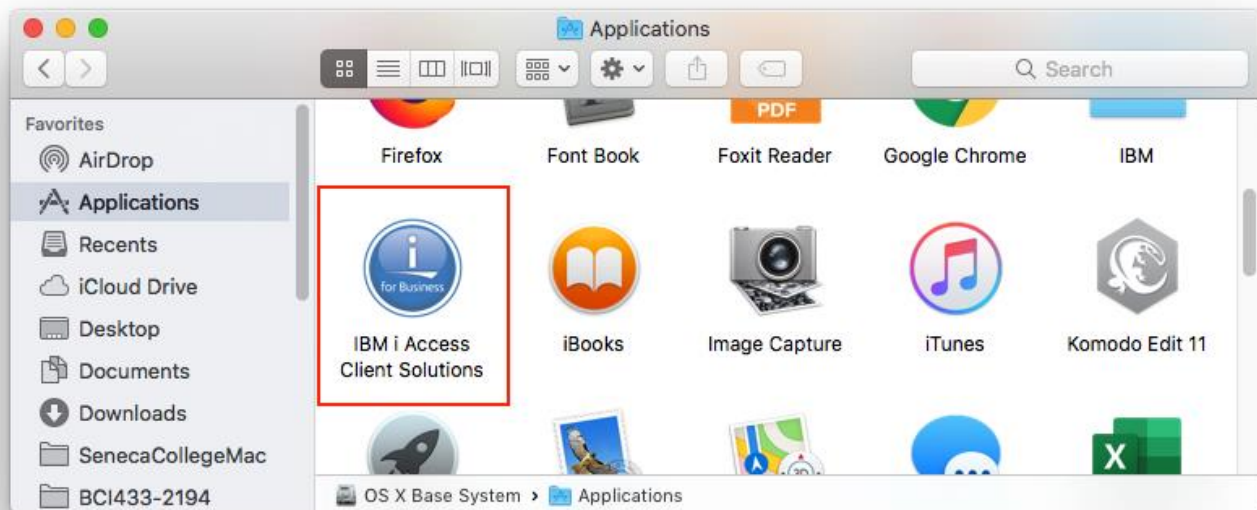 Applications
Search
Favorites
AirDrop
Applications
Recents
iCloud Drive
Desktop
Documents
Downloads
SenecaCollegeMac
BCI433-2194
PDF
Firefox
Font Book
Foxit Reader
Google Chrome
IBM
i
for Business
IBM i Access
Client Solutions
iBooks
Image Capture
iTunes
Komodo Edit 11
3D
X
OS X Base System › Applications